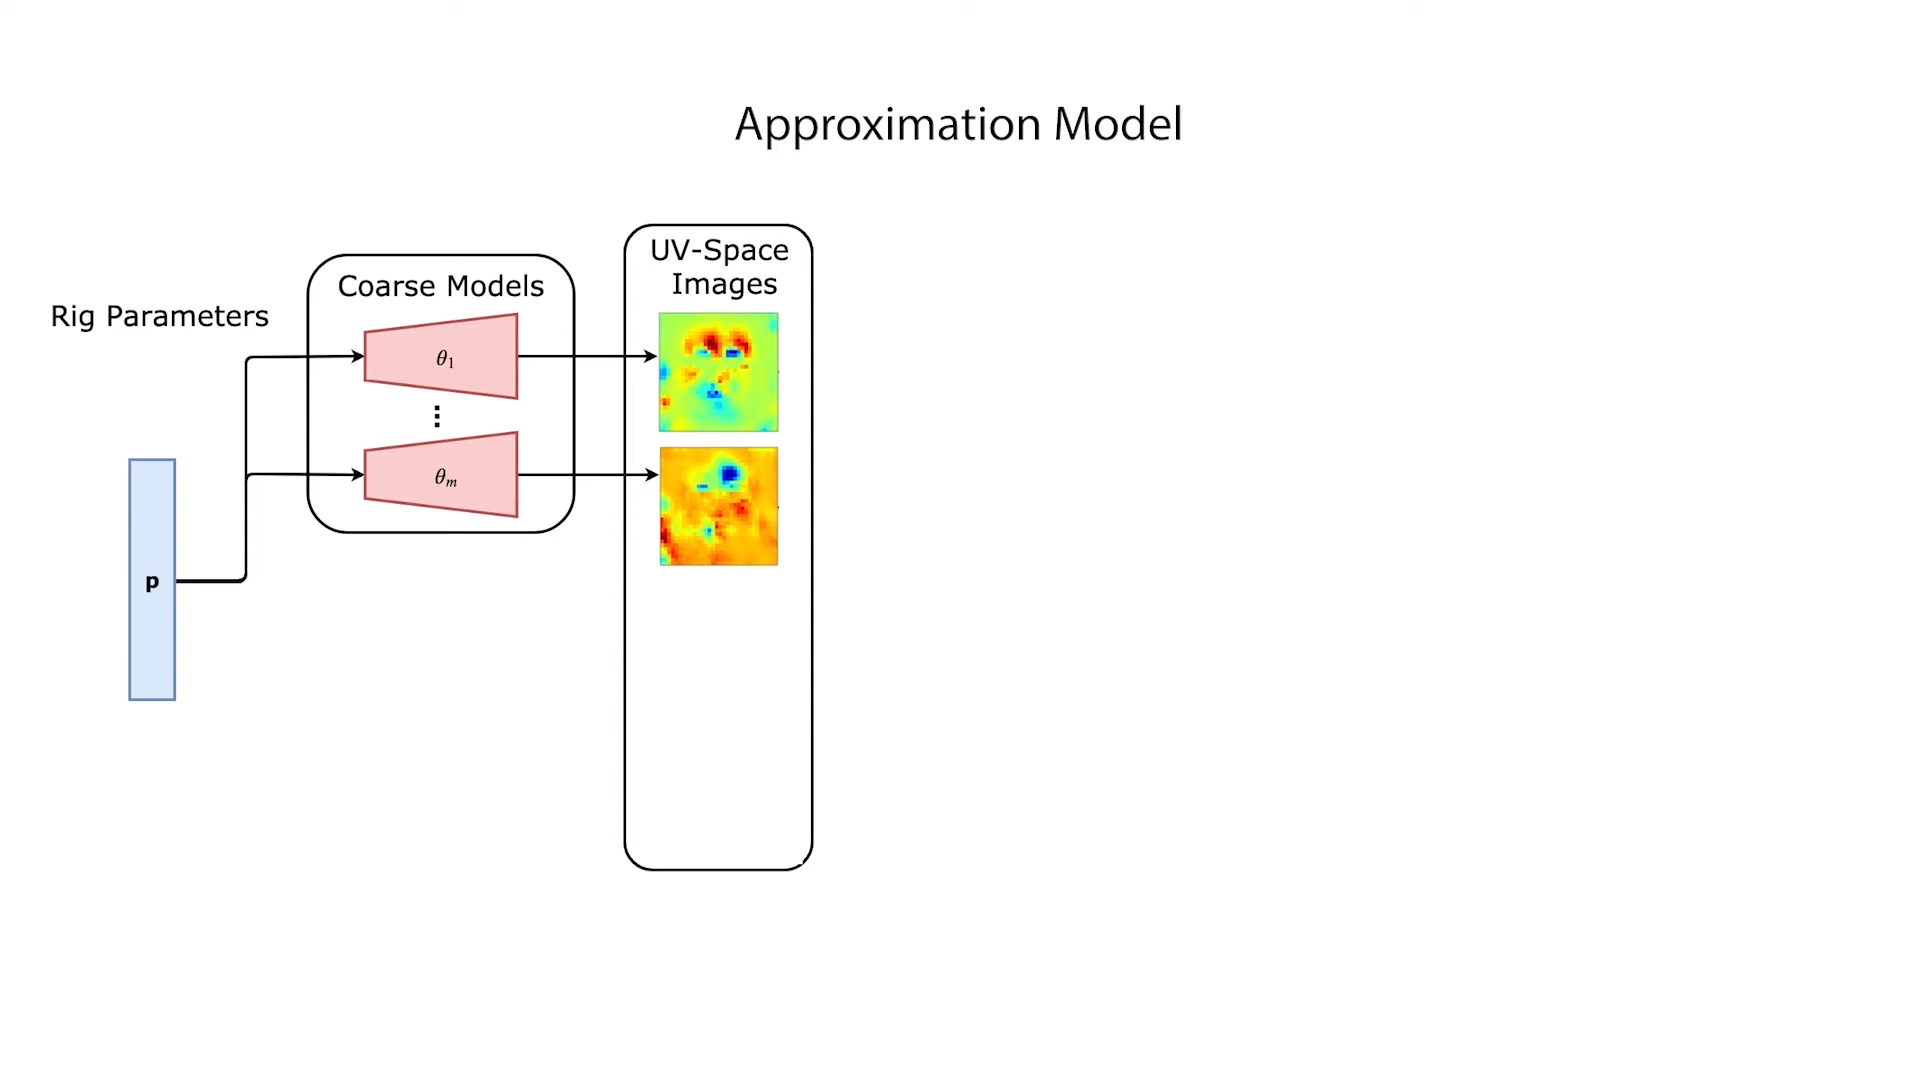 Approximation Model
UV-Space
Images
Coarse Models
Rig Parameters
θ1
⋮
θm
p